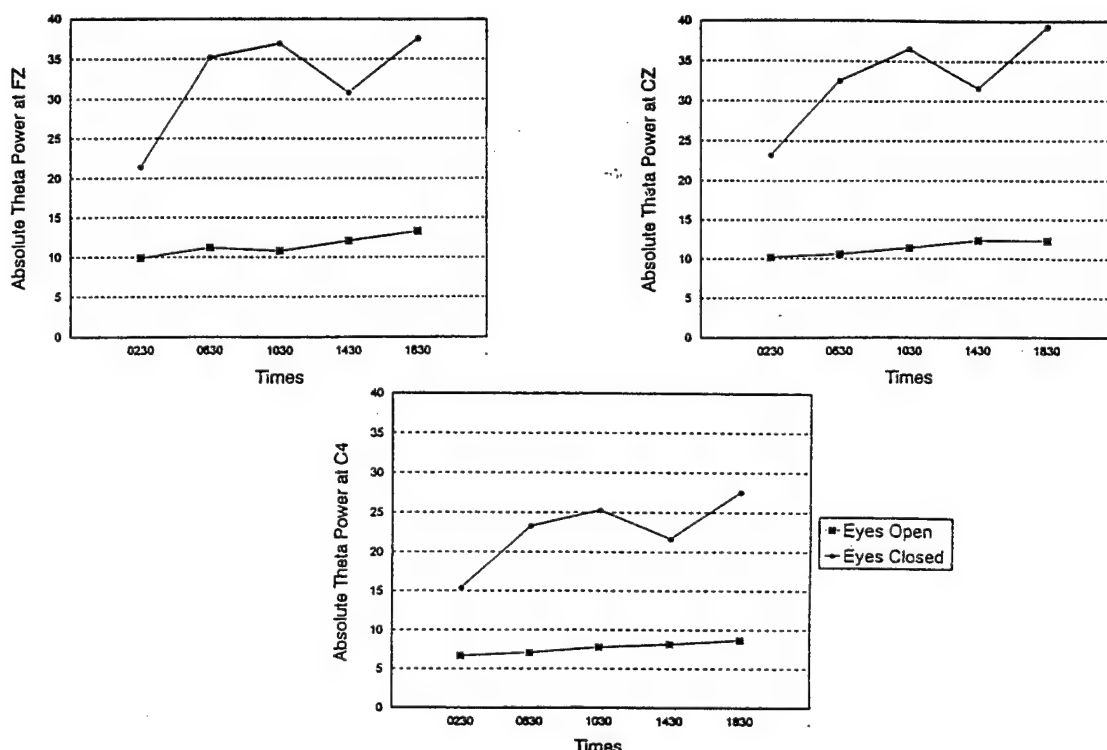 Absolute Theta Power at FZ
40
35
30
25
20
15
10
5
0
0230 0630 1030 1430 1830
Times
Absolute Theta Power at CZ
40
35
30
25
20
15
10
5
0
0230 0630 1030 1430 1830
Times
Absolute Theta Power at C4
40
35
30
25
20
15
10
5
0
0230 0630 1030 1430 1830
Times
Eyes Open
Eyes Closed